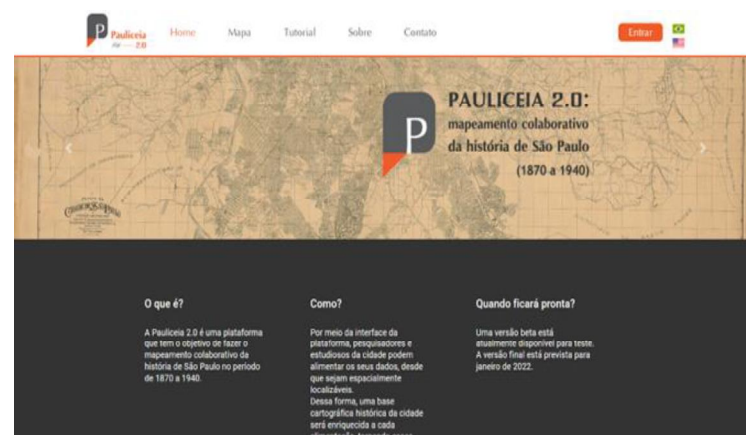 Pauliceia
2.0
Home
Mapa
Tutorial
Sobre
Contato
Entrar
P
PAULICEIA 2.0:
mapeamento colaborativo
da história de São Paulo
(1870 a 1940)
O que é?
A Pauliceia 2.0 é uma plataforma
que tem o objetivo de fazer o
mapeamento colaborativo da
história de São Paulo no período
de 1870 a 1940.
Como?
Por meio da interface da
plataforma, pesquisadores e
estudiosos da cidade podem
alimentar os seus dados, desde
que sejam espacialmente
localizáveis.
Dessa forma, uma base
cartográfica histórica da cidade
será enriquecida a cada
Quando ficará pronta?
Uma versão beta está
atualmente disponível para teste.
A versão final está prevista para
janeiro de 2022.